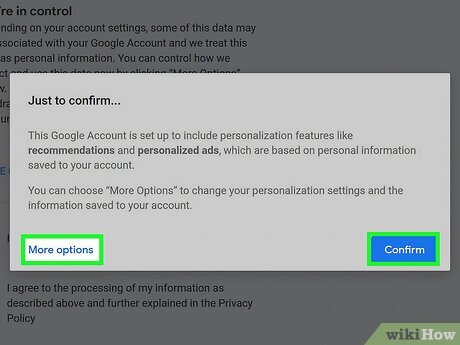 're in control
nding on your account settings, some of this data may
ssociated with your Google Account and we treat this
as personal information. You can control how we
Just to confirm...
This Google Account is set up to include personalization features like
recommendations and personalized ads, which are based on personal information
saved to your account.
You can choose “More Options” to change your personalization settings and the
information saved to your account.
More options
Confirm
I agree to the processing of my information as
described above and further explained in the Privacy
Policy
wikiHow